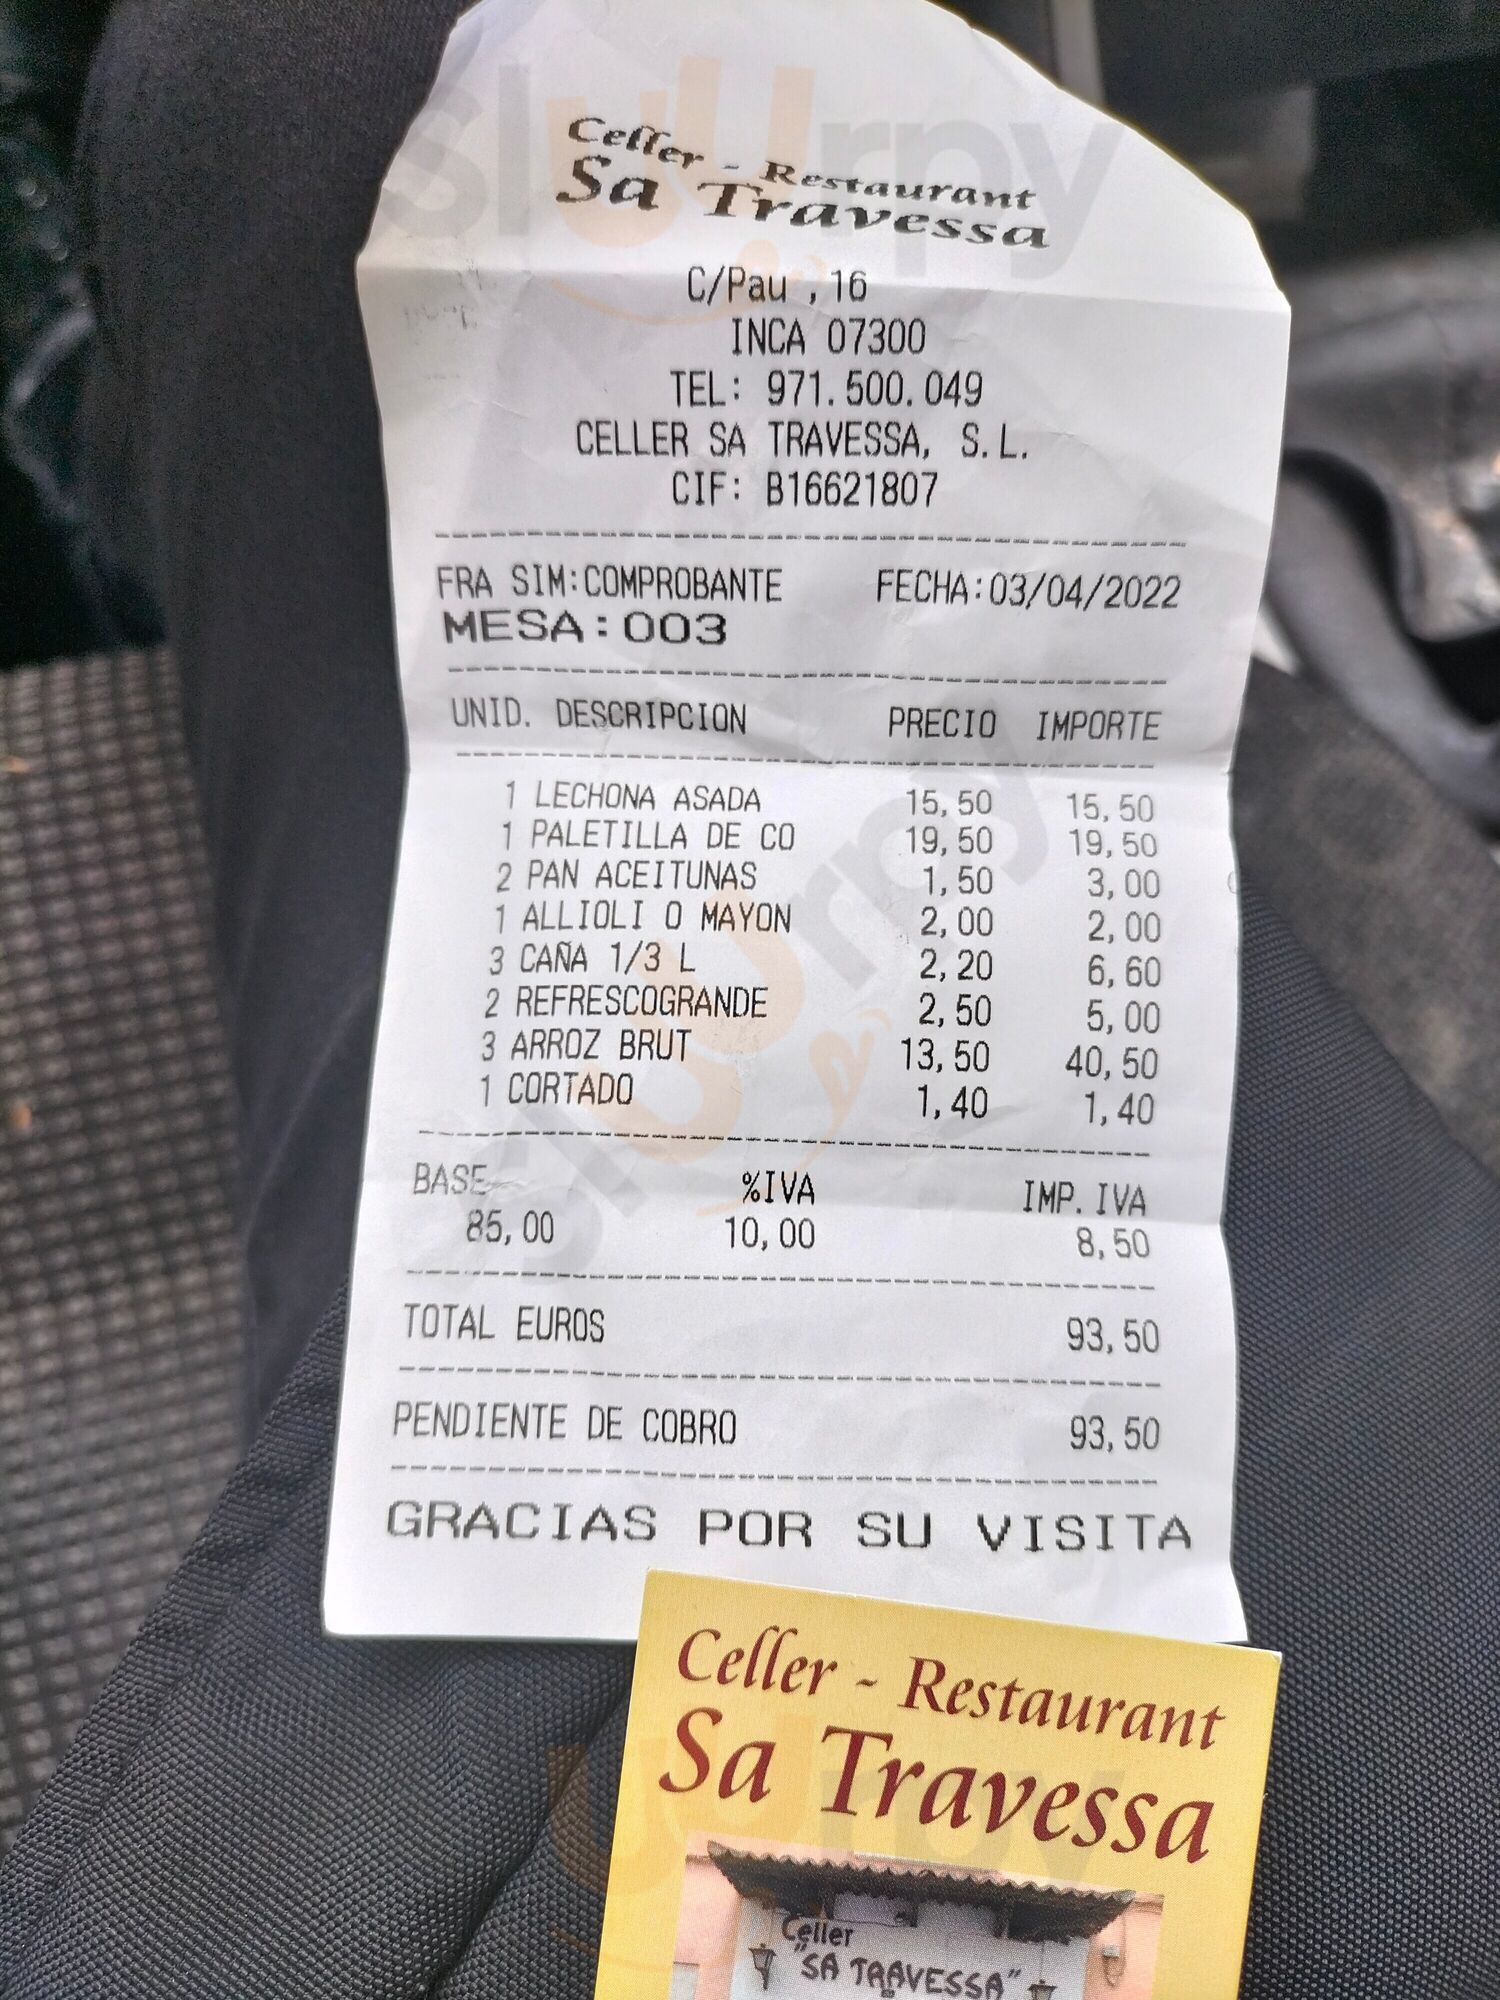 Celler - Restaurant
Sa Travessa
C/Pau ,16
INCA 07300
TEL: 971.500.049
CELLER SA TRAVESSA, S.L.
CIF: B16621807
FRA SIM:COMPROBANTE FECHA:03/04/2022
MESA:003
UNID. DESCRIPCION PRECIO IMPORTE
1 LECHONA ASADA 15,50 15,50
1 PALETILLA DE CO 19,50 19,50
2 PAN ACEITUNAS 1,50 3,00
1 ALLIOLI O MAYON 2,00 2,00
3 CAÑA 1/3 L 2,20 6,60
2 REFRESCOGRANDE 2,50 5,00
3 ARROZ BRUT 13,50 40,50
1 CORTADO 1,40 1,40
BASE %IVA IMP.IVA
85,00 10,00 8,50
TOTAL EUROS 93,50
PENDIENTE DE COBRO 93,50
GRACIAS POR SU VISITA
Celler - Restaurant
Sa Travessa
Celler
"SA TRAVESSA"
sluurpy
sluurpy
sluurpy